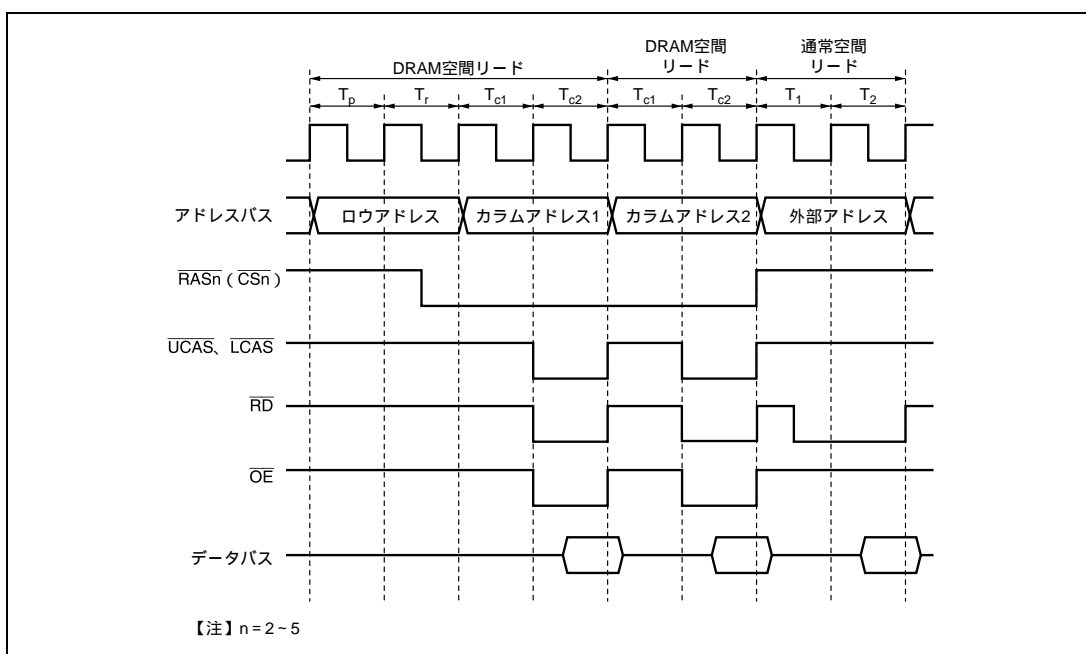 DRAM空間リード
DRAM空間
リード
通常空間
リード
Tp Tr Tc1 Tc2 Tc1 Tc2 T1 T2
アドレスバス ロウアドレス カラムアドレス1 カラムアドレス2 外部アドレス
RASn(CSn)
UCAS、LCAS
RD
OE
データバス
【注】n=2~5